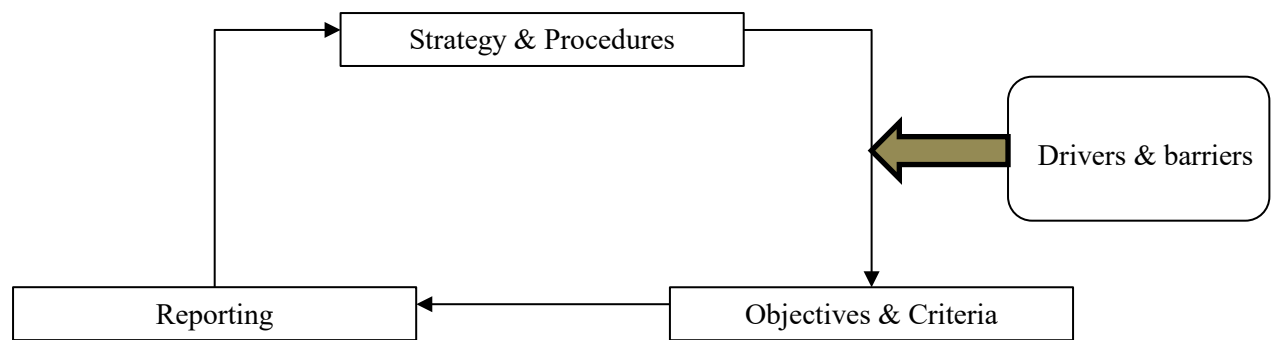 Strategy & Procedures
Drivers & barriers
Reporting
Objectives & Criteria